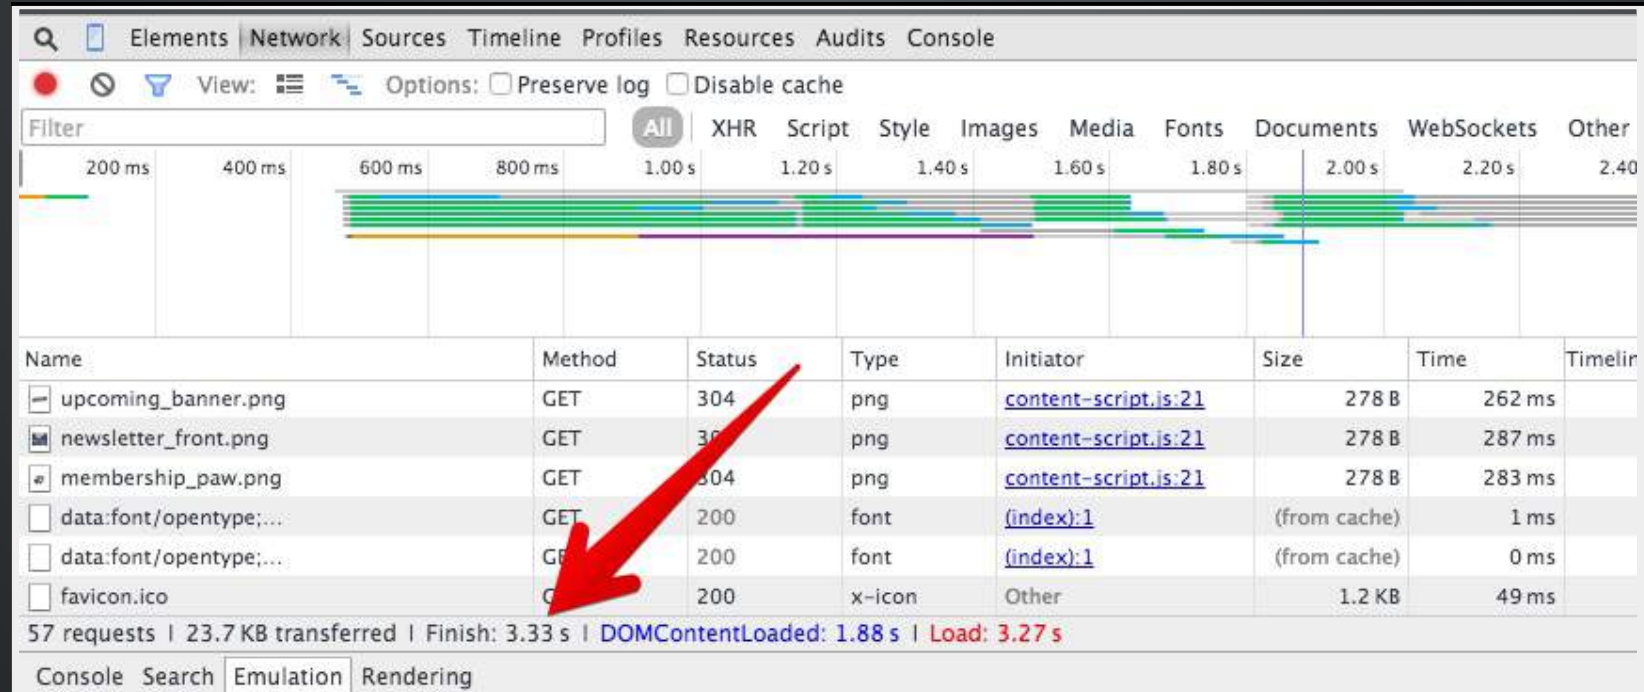 Elements Network Sources Timeline Profiles Resources Audits Console
View: Options: Preserve log Disable cache
Filter All XHR Script Style Images Media Fonts Documents WebSockets Other
200 ms 400 ms 600 ms 800 ms 1.00 s 1.20 s 1.40 s 1.60 s 1.80 s 2.00 s 2.20 s 2.40
Name Method Status Type Initiator Size Time Timelin
upcoming_banner.png GET 304 png content-script.js:21 278 B 262 ms
newsletter_front.png GET png content-script.js:21 278 B 287 ms
membership_paw.png GET 304 png content-script.js:21 278 B 283 ms
data:font/opentype;... GET 200 font (index):1 (from cache) 1 ms
data:font/opentype;... 200 font (index):1 (from cache) 0 ms
favicon.ico 200 x-icon Other 1.2 KB 49 ms
57 requests | 23.7 KB transferred | Finish: 3.33 s | DOMContentLoaded: 1.88 s | Load: 3.27 s
Console Search Emulation Rendering